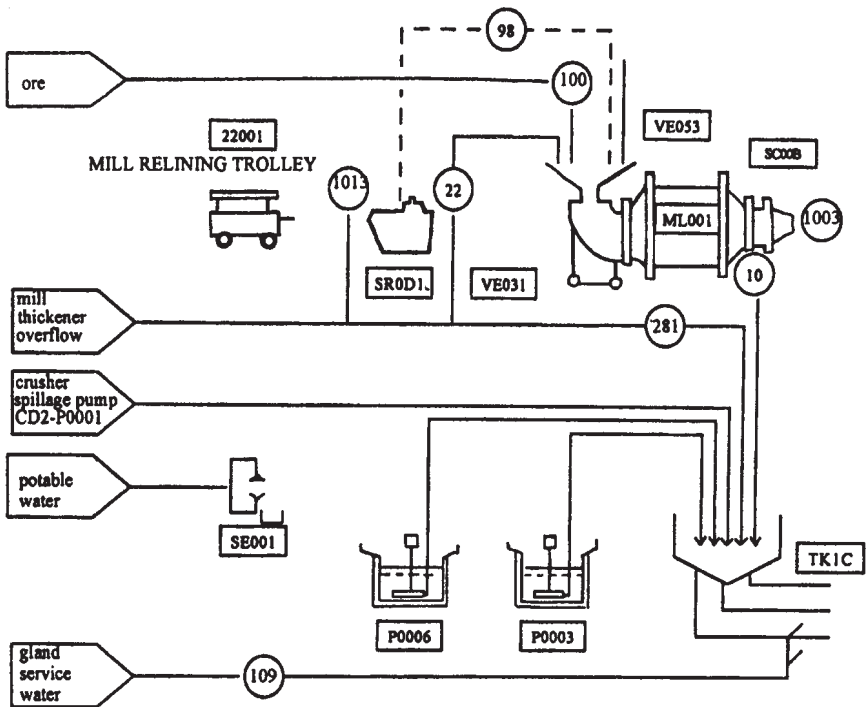 98
ore
100
22001
MILL RELINING TROLLEY
VE053
SC00B
1013
22
ML001
1003
10
SR0D1
VE031
mill
thickener
overflow
281
crusher
spillage pump
CD2-P0001
potable
water
SE001
TK1C
P0006
P0003
gland
service
water
109